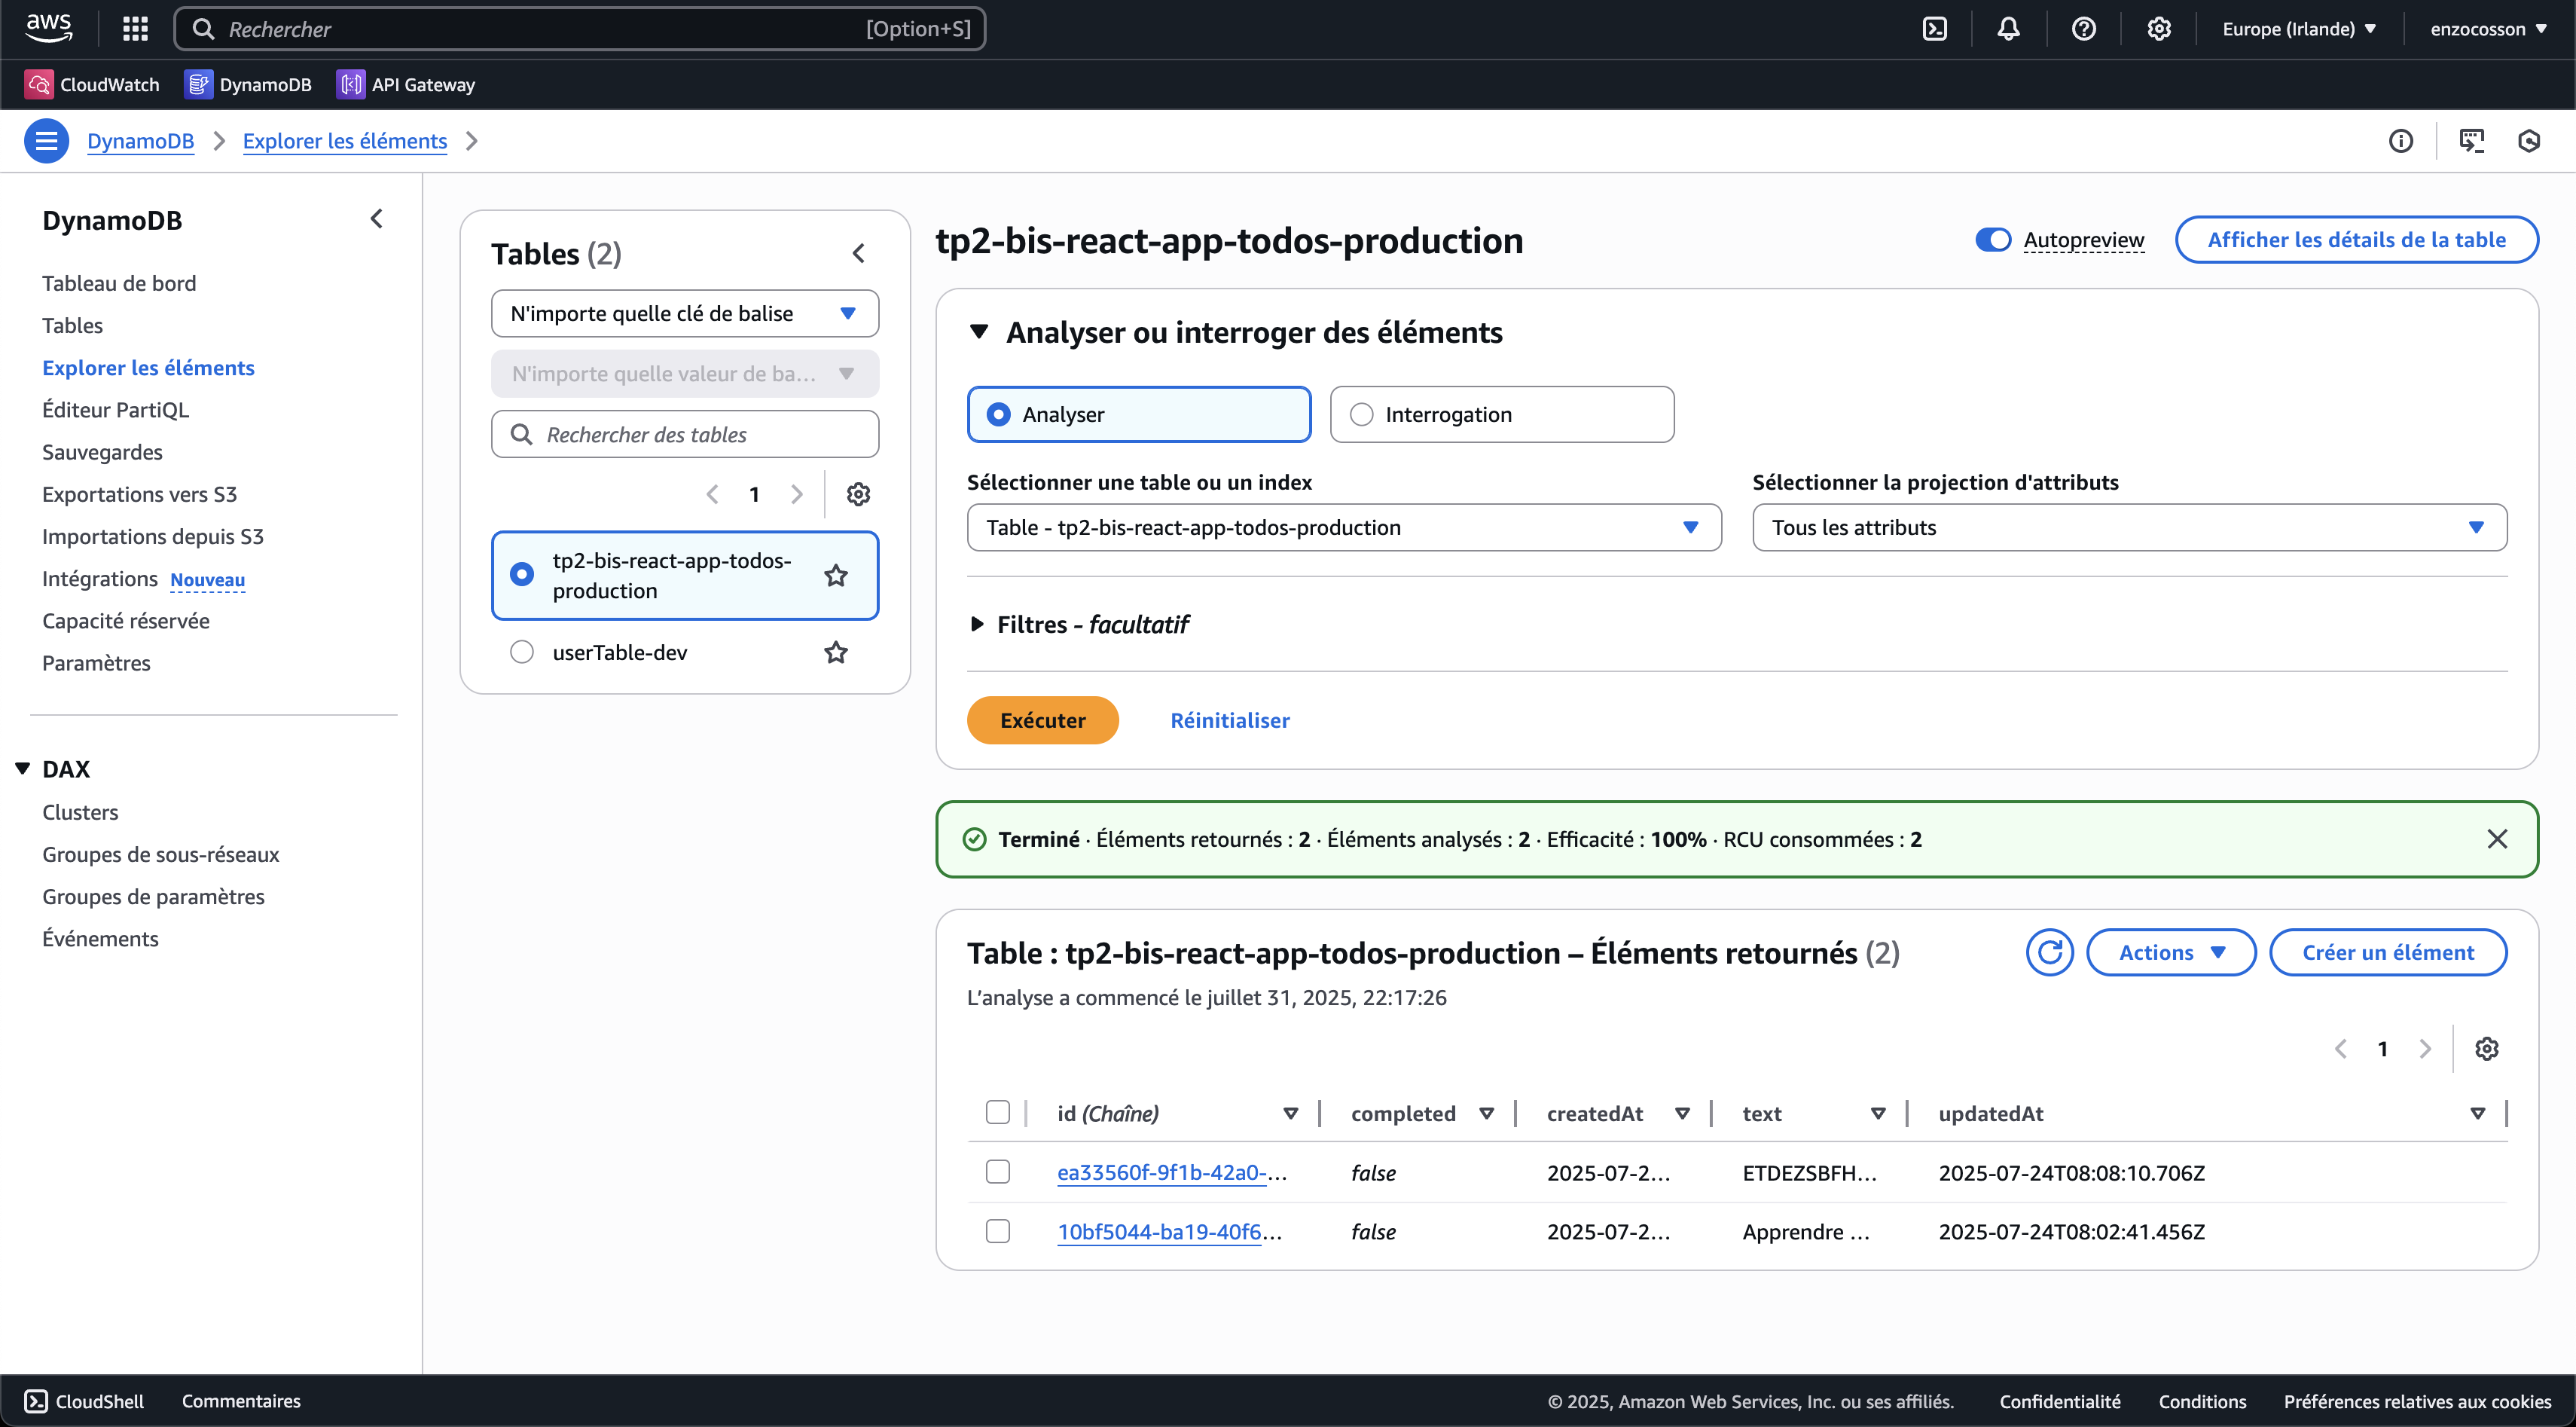 aws
Rechercher [Option+S]
Europe (Irlande)
enzocosson
CloudWatch
DynamoDB
API Gateway
DynamoDB
Explorer les éléments
DynamoDB
Tableau de bord
Tables
Explorer les éléments
Éditeur PartiQL
Sauvegardes
Exportations vers S3
Importations depuis S3
Intégrations Nouveau
Capacité réservée
Paramètres
DAX
Clusters
Groupes de sous-réseaux
Groupes de paramètres
Événements
Tables (2)
N'importe quelle clé de balise
N'importe quelle valeur de ba…
Rechercher des tables
1
tp2-bis-react-app-todos-
production
userTable-dev
tp2-bis-react-app-todos-production
Autopreview
Afficher les détails de la table
Analyser ou interroger des éléments
Analyser
Interrogation
Sélectionner une table ou un index
Table - tp2-bis-react-app-todos-production
Sélectionner la projection d'attributs
Tous les attributs
Filtres - facultatif
Exécuter
Réinitialiser
Terminé · Éléments retournés : 2 · Éléments analysés : 2 · Efficacité : 100% · RCU consommées : 2
Table : tp2-bis-react-app-todos-production – Éléments retournés (2)
Actions
Créer un élément
L’analyse a commencé le juillet 31, 2025, 22:17:26
1
id (Chaîne) completed createdAt text updatedAt
ea33560f-9f1b-42a0-… false 2025-07-2… ETDEZSBFH… 2025-07-24T08:08:10.706Z
10bf5044-ba19-40f6… false 2025-07-2… Apprendre … 2025-07-24T08:02:41.456Z
CloudShell
Commentaires
© 2025, Amazon Web Services, Inc. ou ses affiliés.
Confidentialité
Conditions
Préférences relatives aux cookies